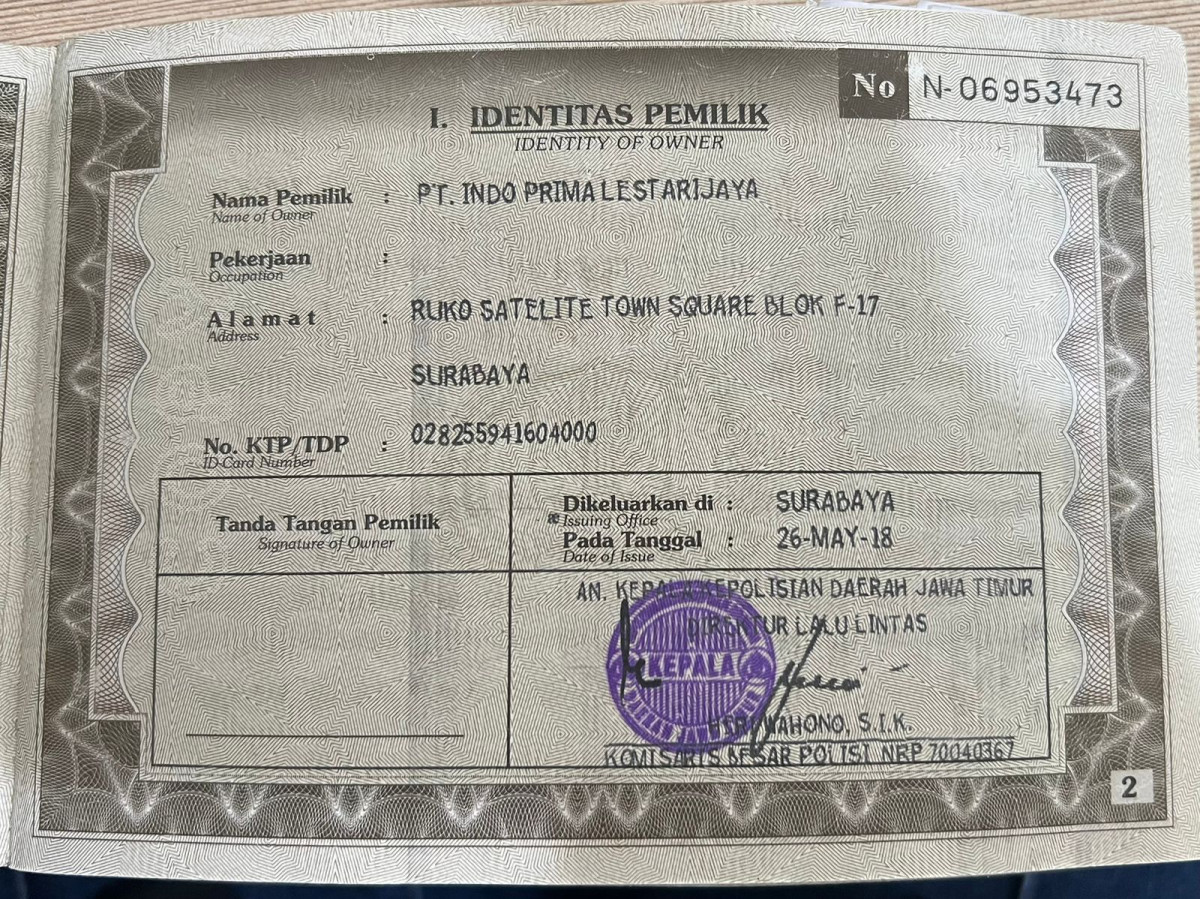 No N-06953473
I. IDENTITAS PEMILIK
IDENTITY OF OWNER
Nama Pemilik : PT. INDO PRIMA LESTARIJAYA
Name of Owner
Pekerjaan :
Occupation
Alamat : RUKO SATELITE TOWN SQUARE BLOK F-17
Address
SURABAYA
No. KTP/TDP : 028255941604000
ID-Card Number
Tanda Tangan Pemilik
Signature of Owner
Dikeluarkan di : SURABAYA
Issuing Office
Pada Tanggal : 26-MAY-18
Date of Issue
AN. KEPALA KEPOLISIAN DAERAH JAWA TIMUR
DIREKTUR LALU LINTAS
KEPALA
WAHONO, S.I.K.
KOMISARIS BESAR POLISI NRP 70040367
2